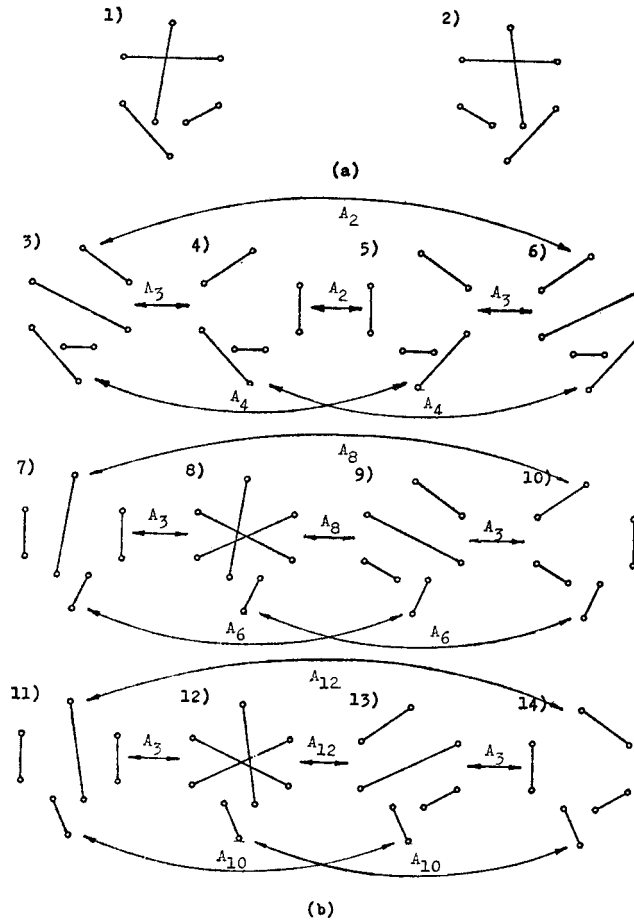 1) 2)
(a)
A2
3) 4) 5) 6)
A3 A2 A3
A4 A4
A8
7) 8) 9) 10)
A3 A8 A3
A6 A6
A12
11) 12) 13) 14)
A3 A12 A3
A10 A10
(b)